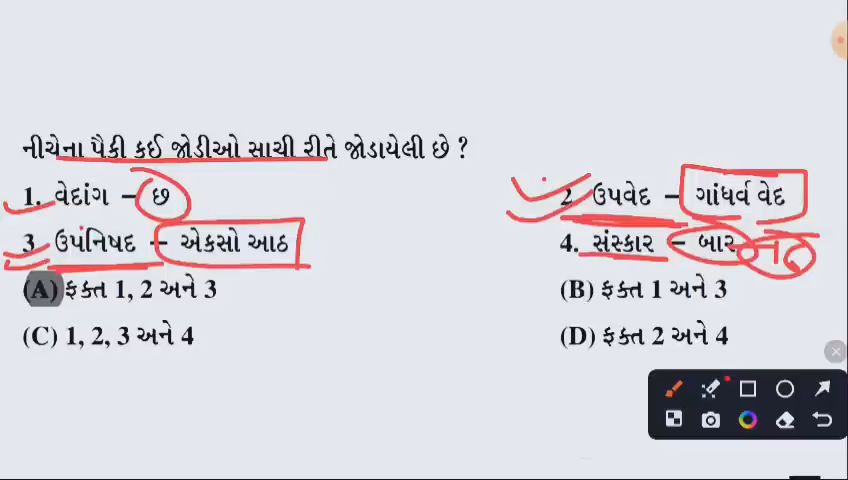 નીચેના પૈકી કઈ જોડીઓ સાચી રીતે જોડાયેલી છે ?
1. વેદાંગ – છ
2 ઉપવેદ – ગાંધર્વ વેદ
3 ઉપનિષદ – એકસો આઠ
4. સંસ્કાર – બાર
(A) ફક્ત 1, 2 અને 3
(B) ફક્ત 1 અને 3
(C) 1, 2, 3 અને 4
(D) ફક્ત 2 અને 4